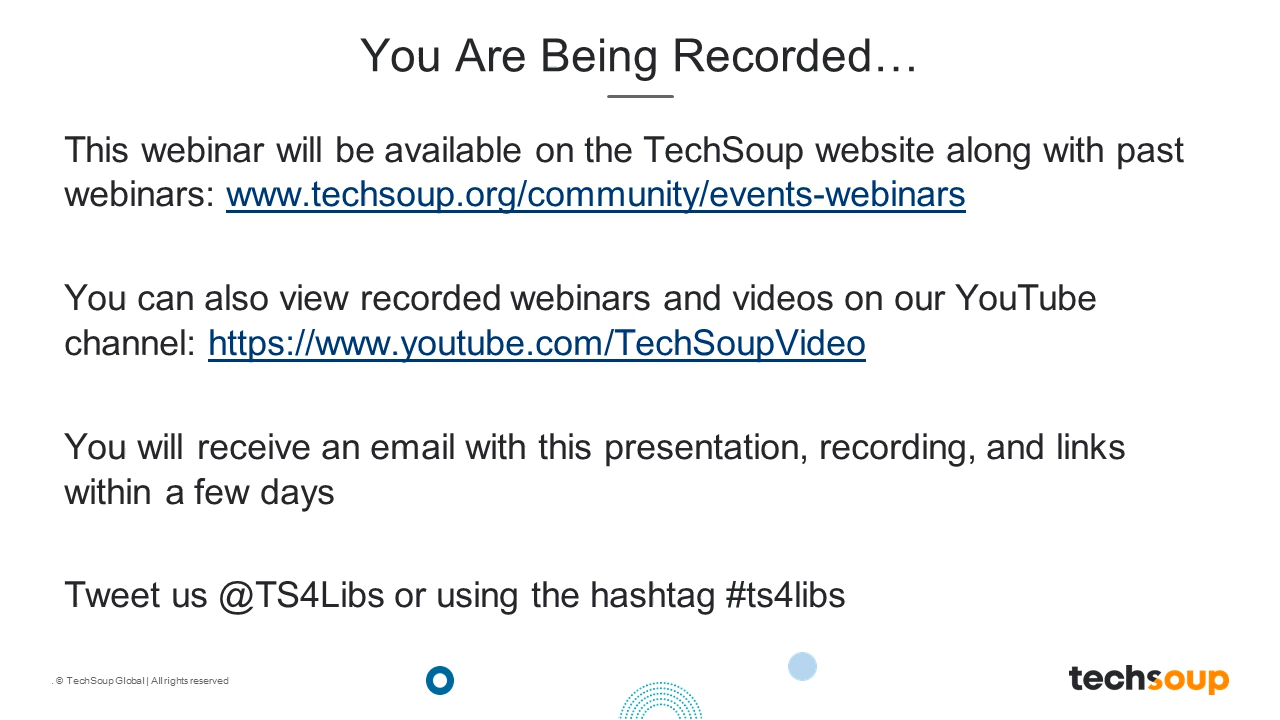 You Are Being Recorded…
This webinar will be available on the TechSoup website along with past
webinars: www.techsoup.org/community/events-webinars
You can also view recorded webinars and videos on our YouTube
channel: https://www.youtube.com/TechSoupVideo
You will receive an email with this presentation, recording, and links
within a few days
Tweet us @TS4Libs or using the hashtag #ts4libs
. © TechSoup Global | All rights reserved
techsoup